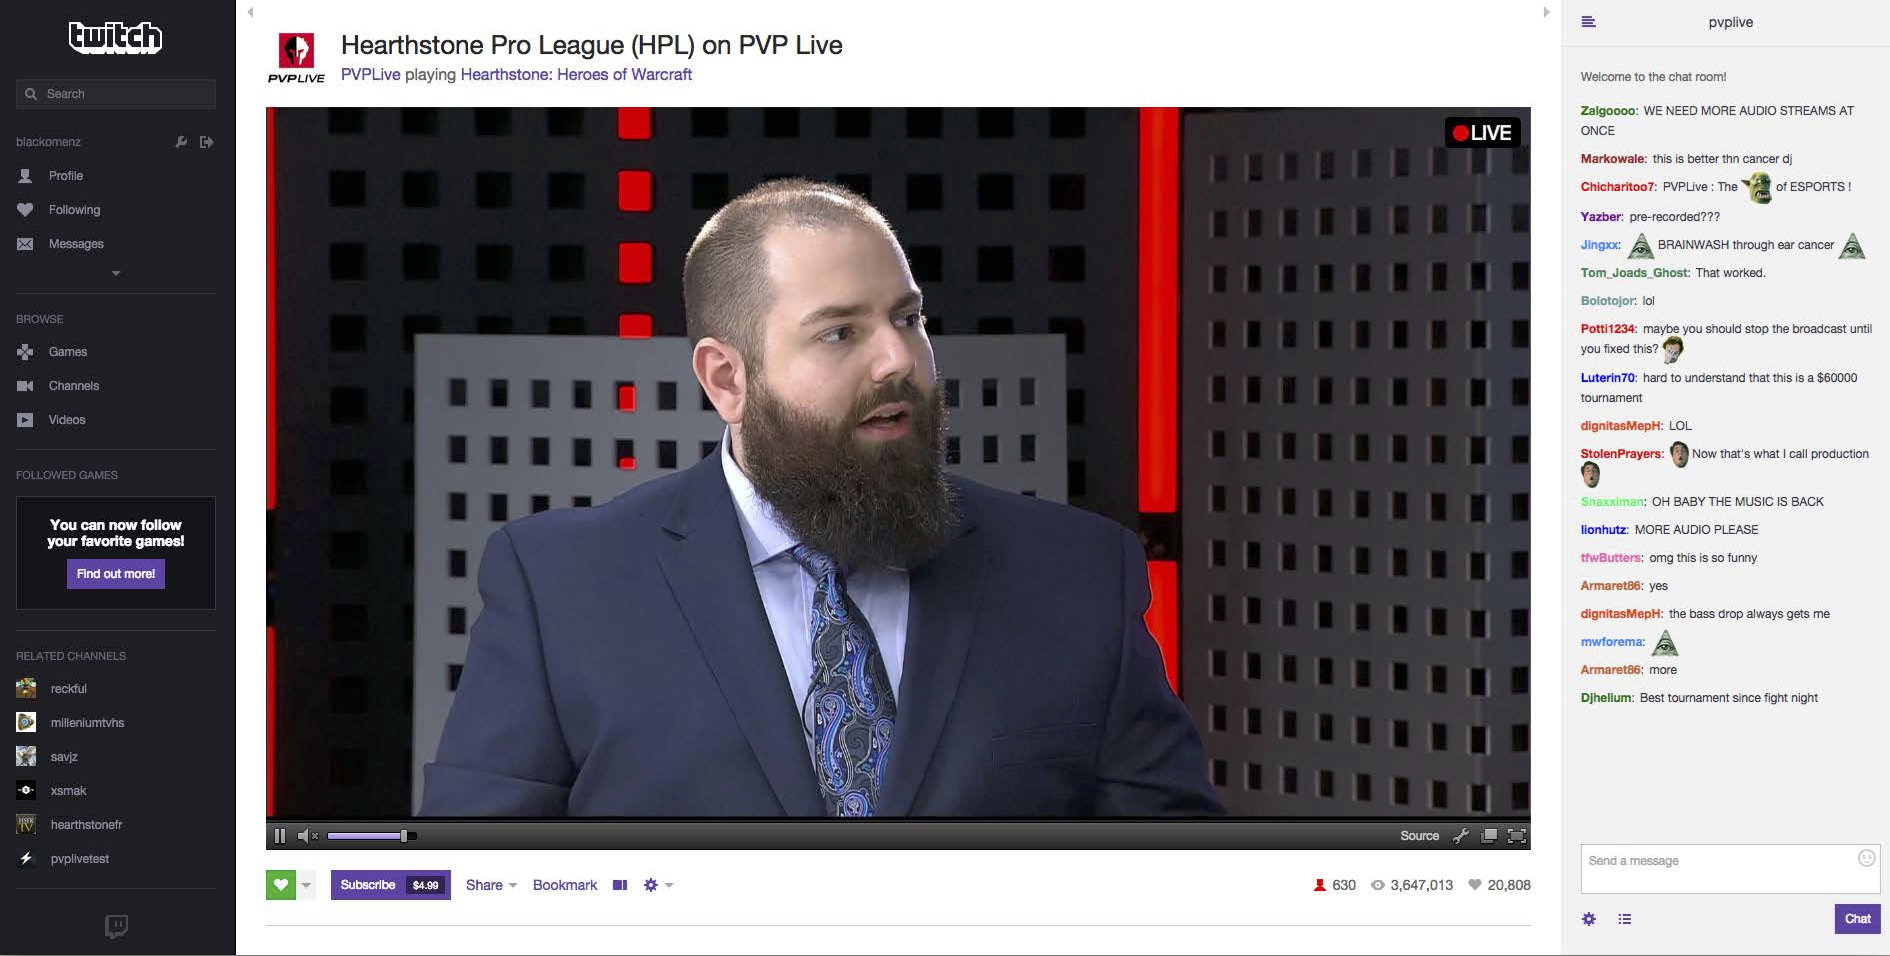 twitch
Search
blackomenz
Profile
Following
Messages
BROWSE
Games
Channels
Videos
FOLLOWED GAMES
You can now follow
your favorite games!
Find out more!
RELATED CHANNELS
reckful
milleniumtvhs
savjz
xsmak
hearthstonefr
pvplivetest
PVPLIVE
Hearthstone Pro League (HPL) on PVP Live
PVPLive playing Hearthstone: Heroes of Warcraft
LIVE
Source
Subscribe $4.99
Share
Bookmark
630
3,647,013
20,808
pvplive
Welcome to the chat room!
Zalgoooo: WE NEED MORE AUDIO STREAMS AT
ONCE
Markowale: this is better thn cancer dj
Chicharitoo7: PVPLive : The of ESPORTS !
Yazber: pre-recorded???
Jingxx: BRAINWASH through ear cancer
Tom_Joads_Ghost: That worked.
Bolotojor: lol
Potti1234: maybe you should stop the broadcast until
you fixed this?
Luterin70: hard to understand that this is a $60000
tournament
dignitasMepH: LOL
StolenPrayers: Now that's what I call production
Snaxximan: OH BABY THE MUSIC IS BACK
lionhutz: MORE AUDIO PLEASE
tfwButters: omg this is so funny
Armaret86: yes
dignitasMepH: the bass drop always gets me
mwforema:
Armaret86: more
Djhelium: Best tournament since fight night
Send a message
Chat